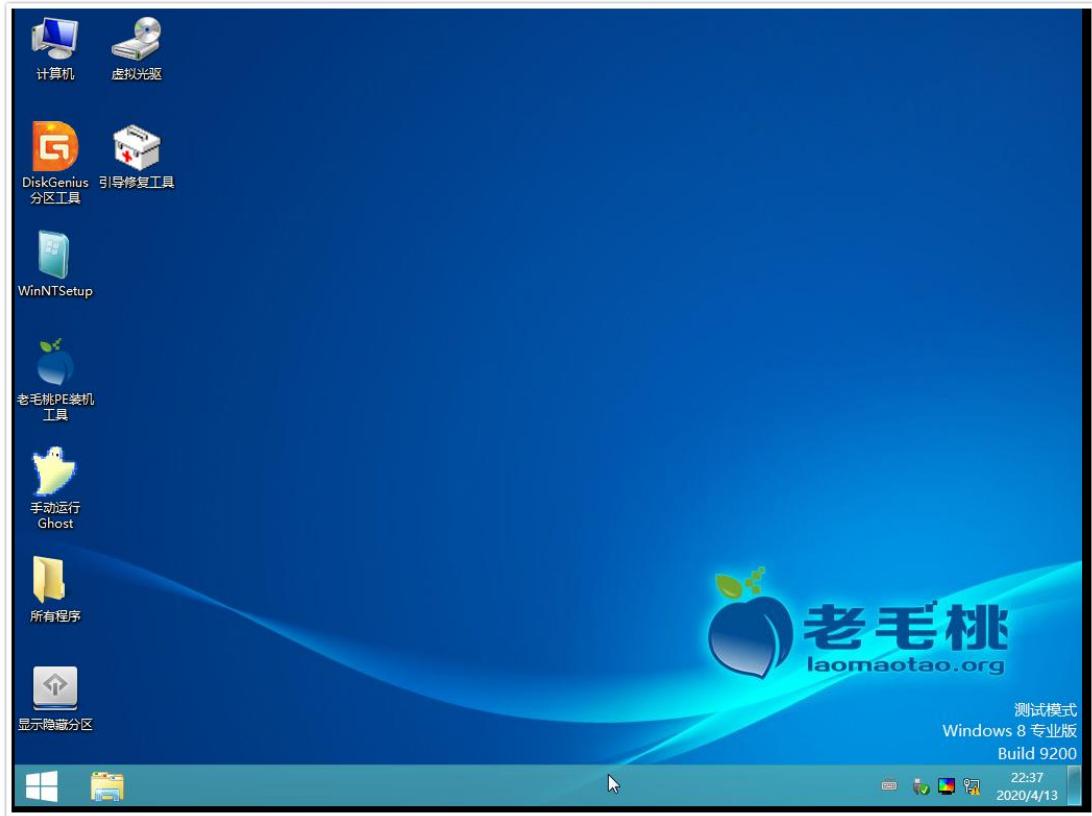 计算机
虚拟光驱
DiskGenius
分区工具
引导修复工具
WinNTSetup
老毛桃PE装机
工具
手动运行
Ghost
所有程序
显示隐藏分区
老毛桃
laomaotao.org
测试模式
Windows 8 专业版
Build 9200
22:37
2020/4/13